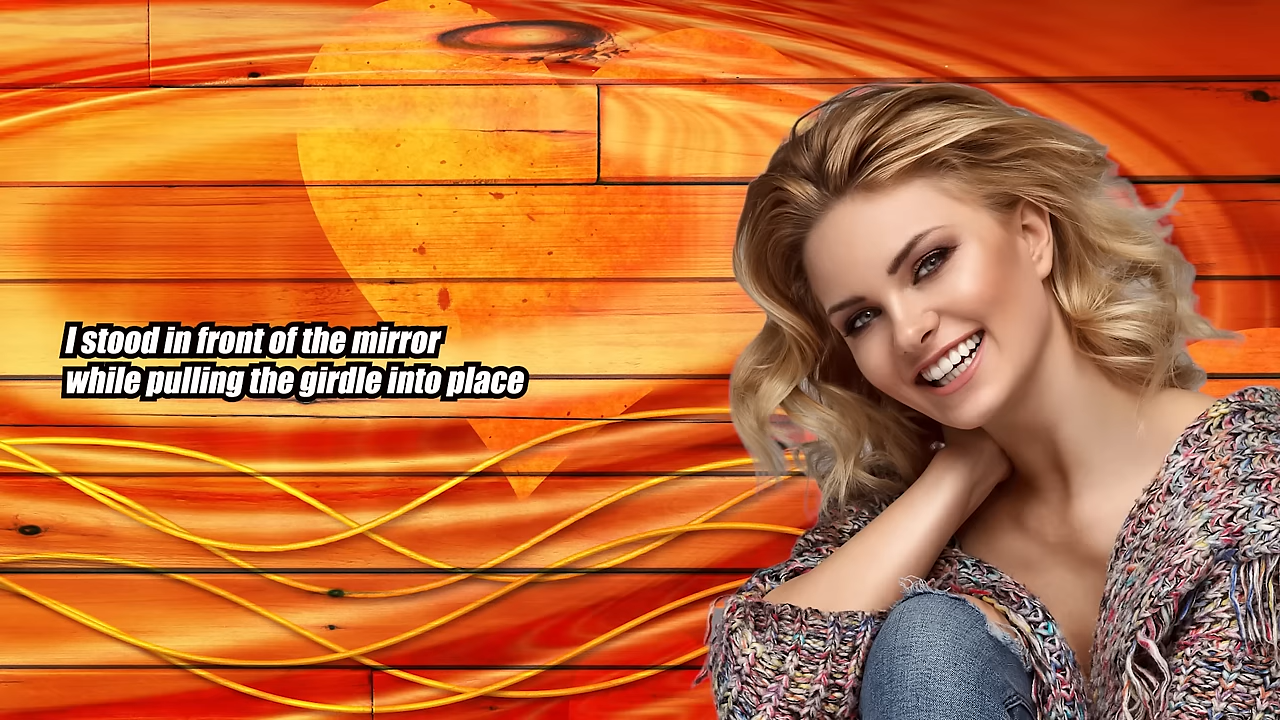 I stood in front of the mirror
while pulling the girdle into place